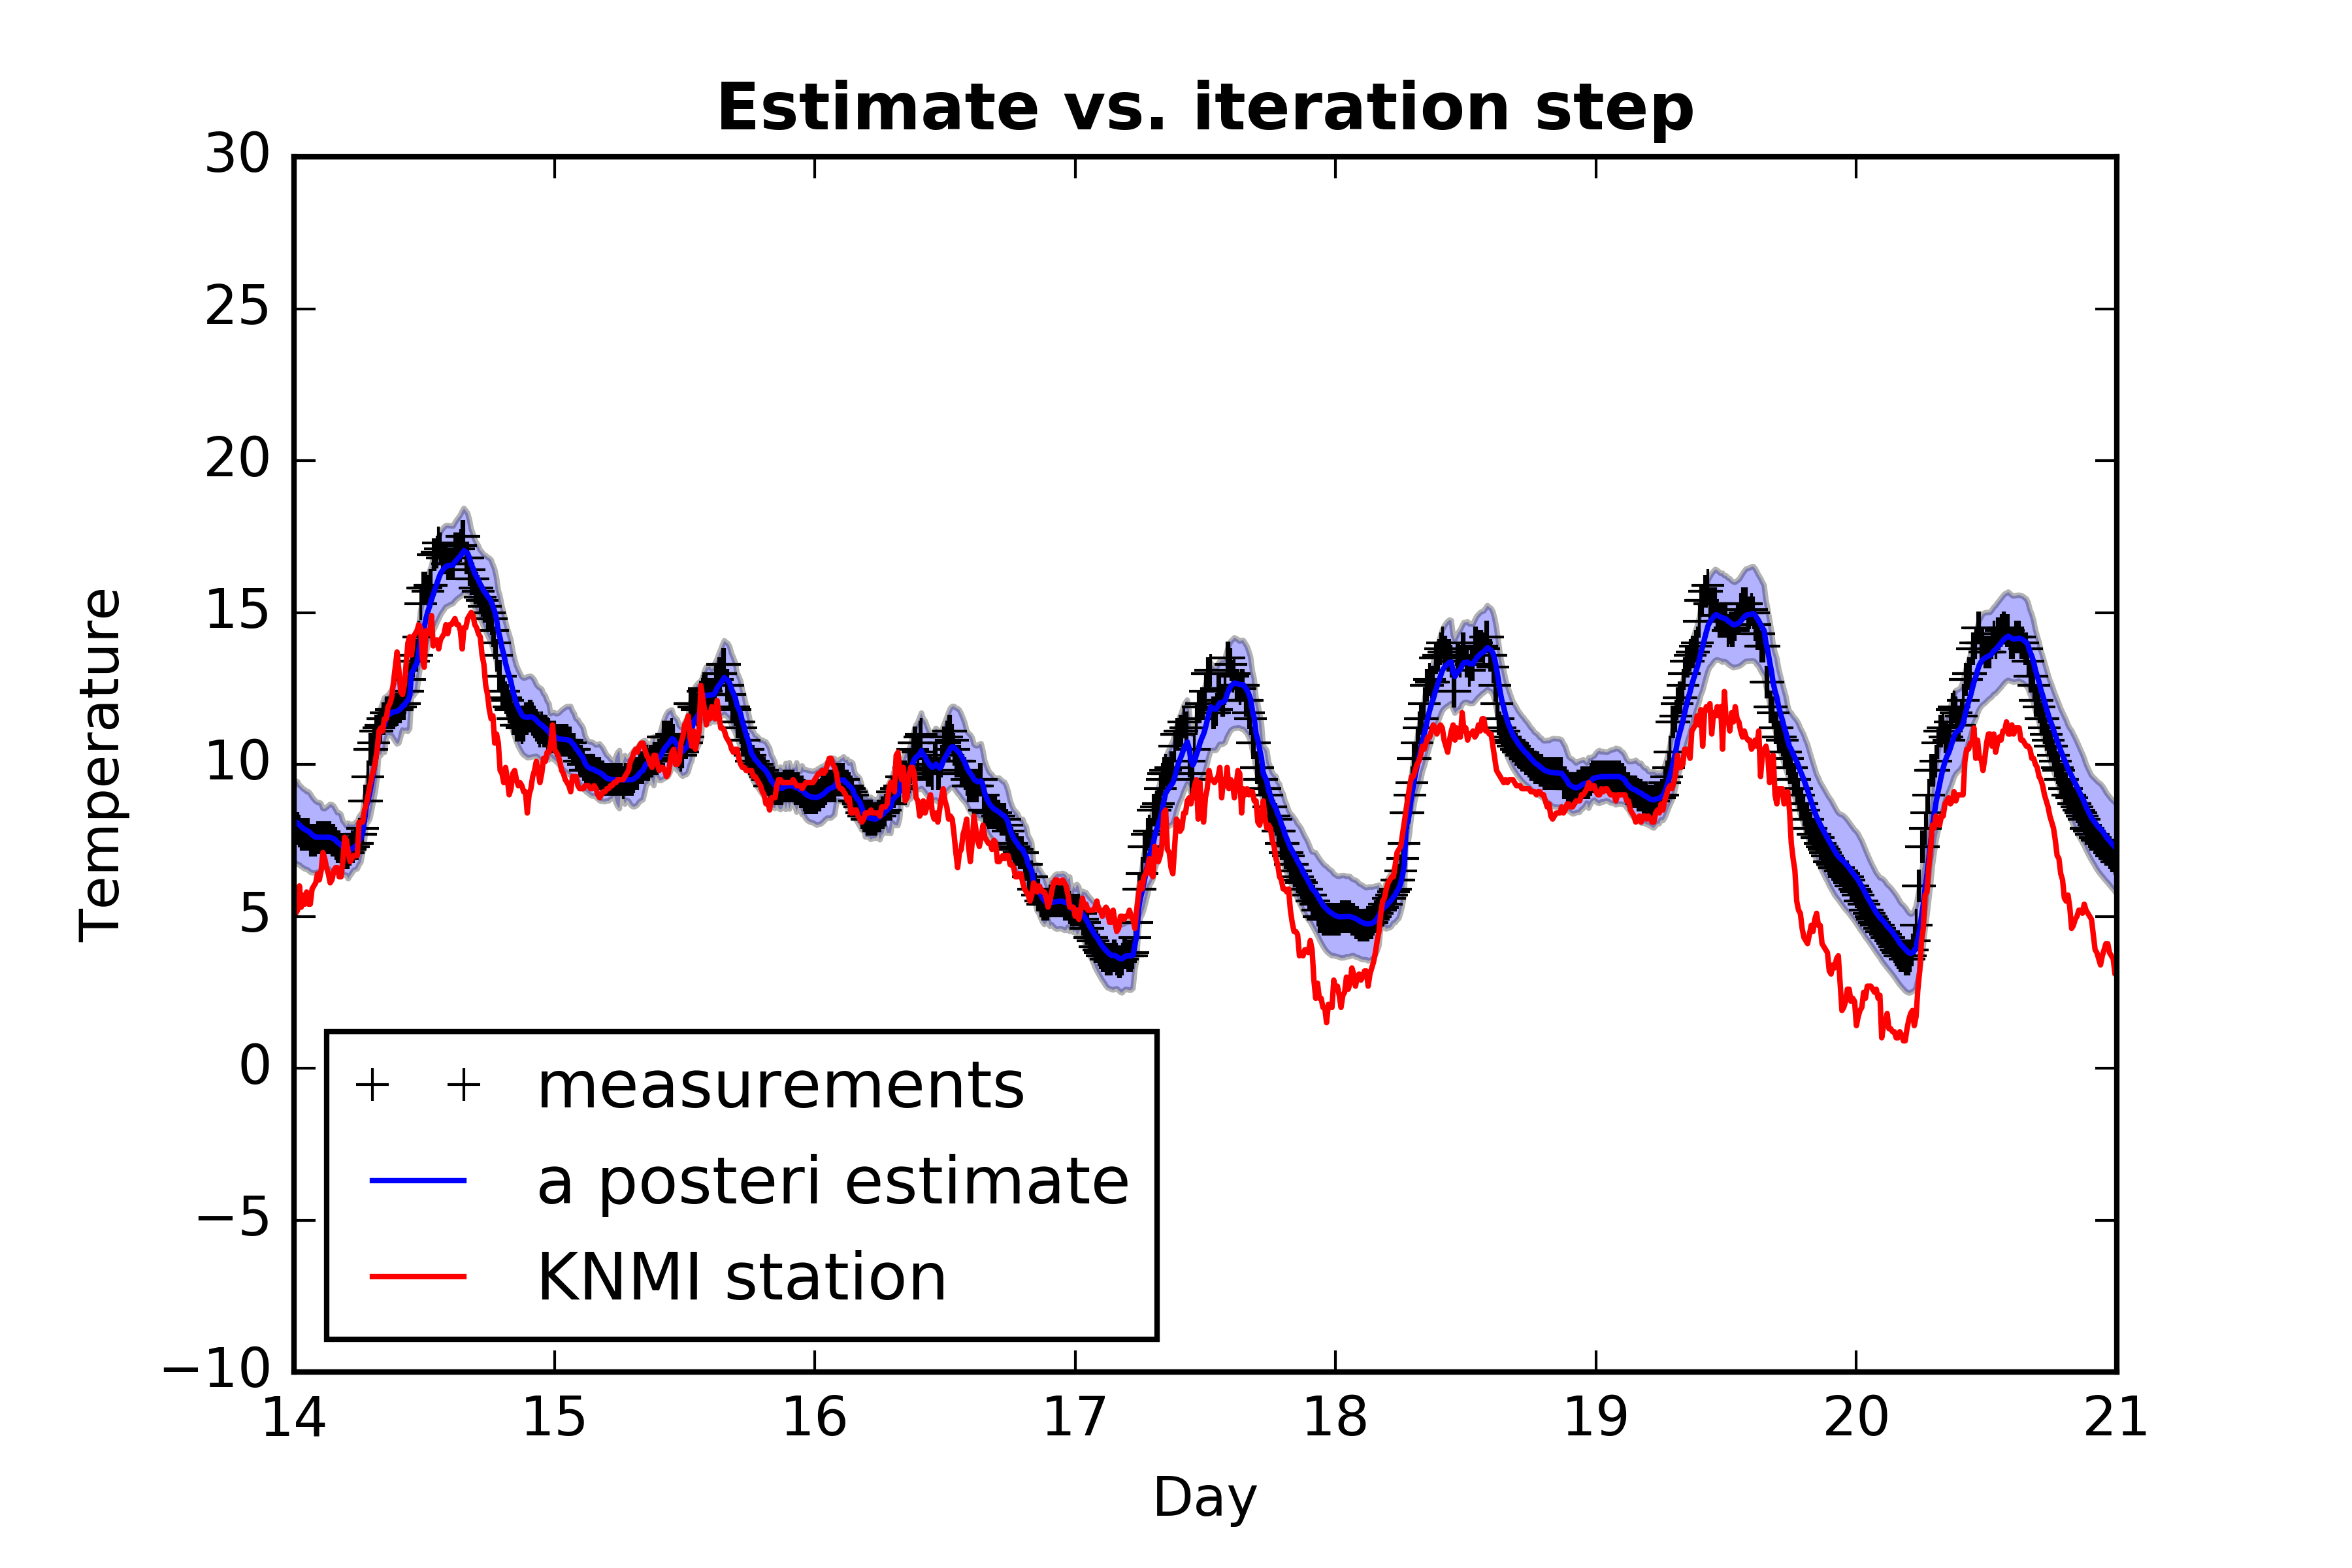 Estimate vs. iteration step
30
25
20
15
10
5
0
−5
−10
Temperature
measurements
a posteri estimate
KNMI station
14 15 16 17 18 19 20 21
Day